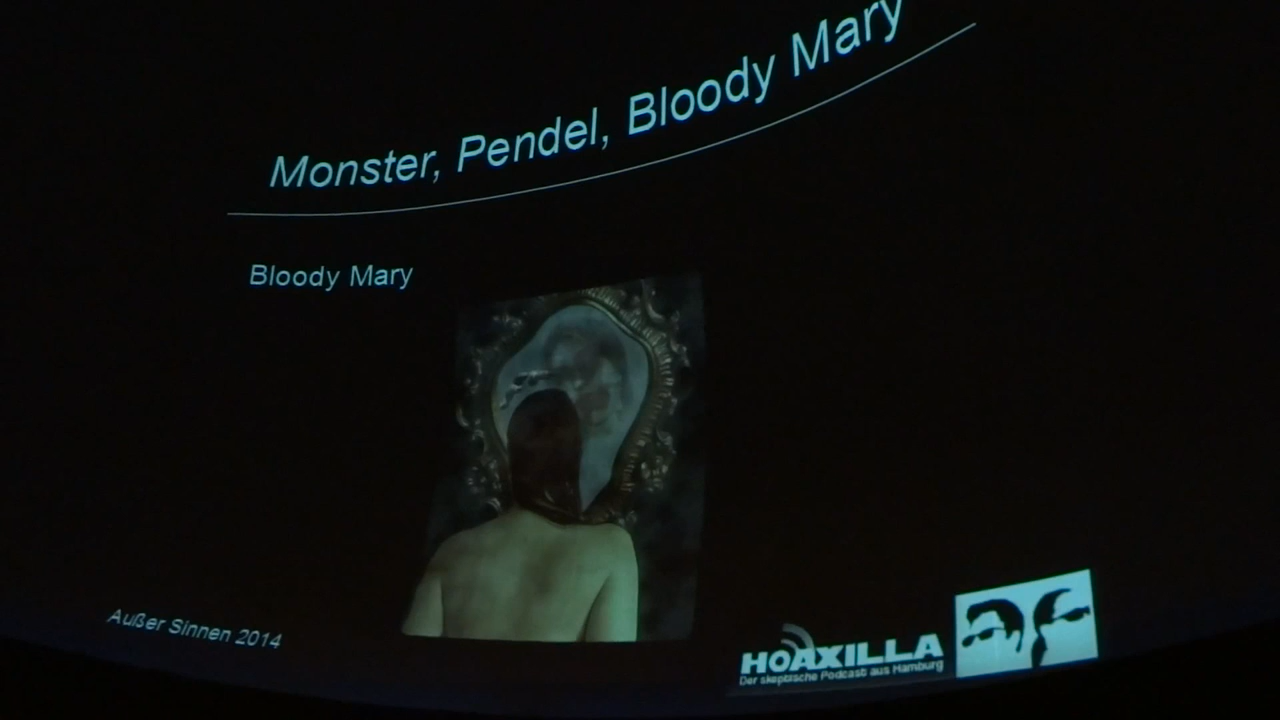 Monster, Pendel, Bloody Mary
Bloody Mary
Außer Sinnen 2014
HOAXILLA
Der skeptische Podcast aus Hamburg